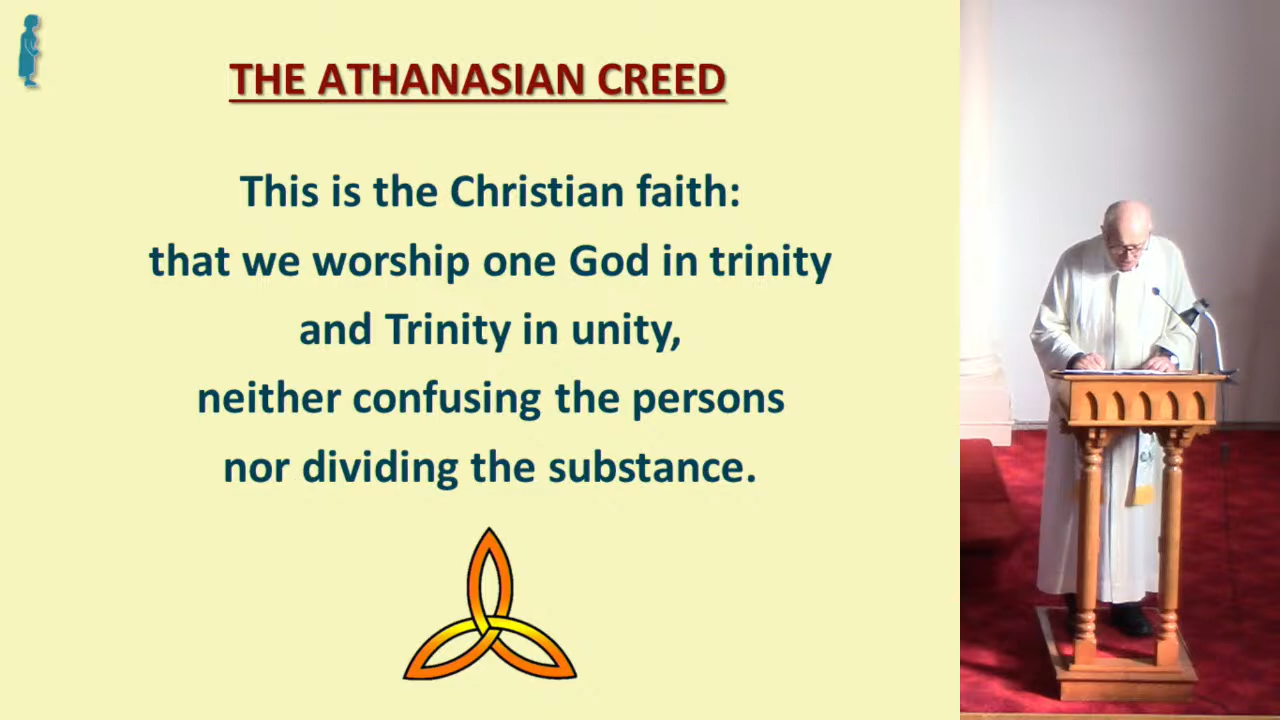 THE ATHANASIAN CREED
This is the Christian faith:
that we worship one God in trinity
and Trinity in unity,
neither confusing the persons
nor dividing the substance.